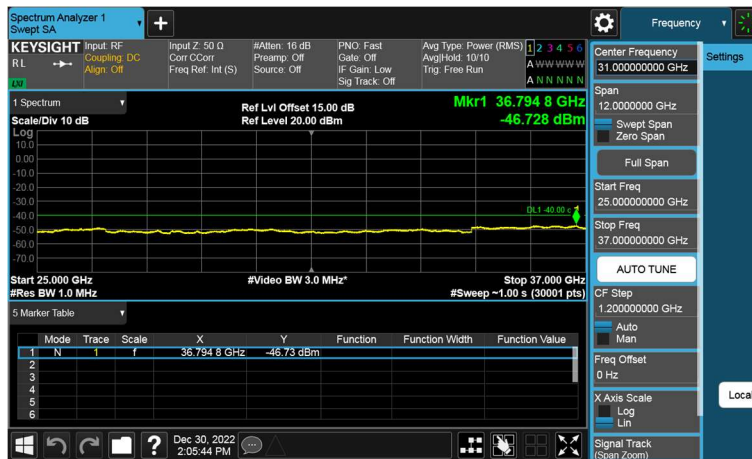 Spectrum Analyzer 1
Swept SA
Frequency
KEYSIGHT
RL
LXI
Input: RF
Coupling: DC
Align: Off
Input Z: 50 Ω
Corr CCorr
Freq Ref: Int (S)
#Atten: 16 dB
Preamp: Off
Source: Off
PNO: Fast
Gate: Off
IF Gain: Low
Sig Track: Off
Avg Type: Power (RMS)
Avg|Hold: 10/10
Trig: Free Run
1 2 3 4 5 6
A W W W W W
A N N N N N
1 Spectrum
Scale/Div 10 dB
Ref Lvl Offset 15.00 dB
Ref Level 20.00 dBm
Mkr1 36.794 8 GHz
-46.728 dBm
Log
10.0
0.00
-10.0
-20.0
-30.0
-40.0
-50.0
-60.0
-70.0
DL1 -40.00
1
Start 25.000 GHz
#Res BW 1.0 MHz
#Video BW 3.0 MHz*
Stop 37.000 GHz
#Sweep ~1.00 s (30001 pts)
5 Marker Table
Mode Trace Scale X Y Function Function Width Function Value
1 N 1 f 36.794 8 GHz -46.73 dBm
2
3
4
5
6
?
Dec 30, 2022
2:05:44 PM
Center Frequency
31.000000000 GHz
Settings
Span
12.0000000 GHz
Swept Span
Zero Span
Full Span
Start Freq
25.000000000 GHz
Stop Freq
37.000000000 GHz
AUTO TUNE
CF Step
1.200000000 GHz
Auto
Man
Freq Offset
0 Hz
X Axis Scale
Log
Lin
Local
Signal Track
(Span Zoom)